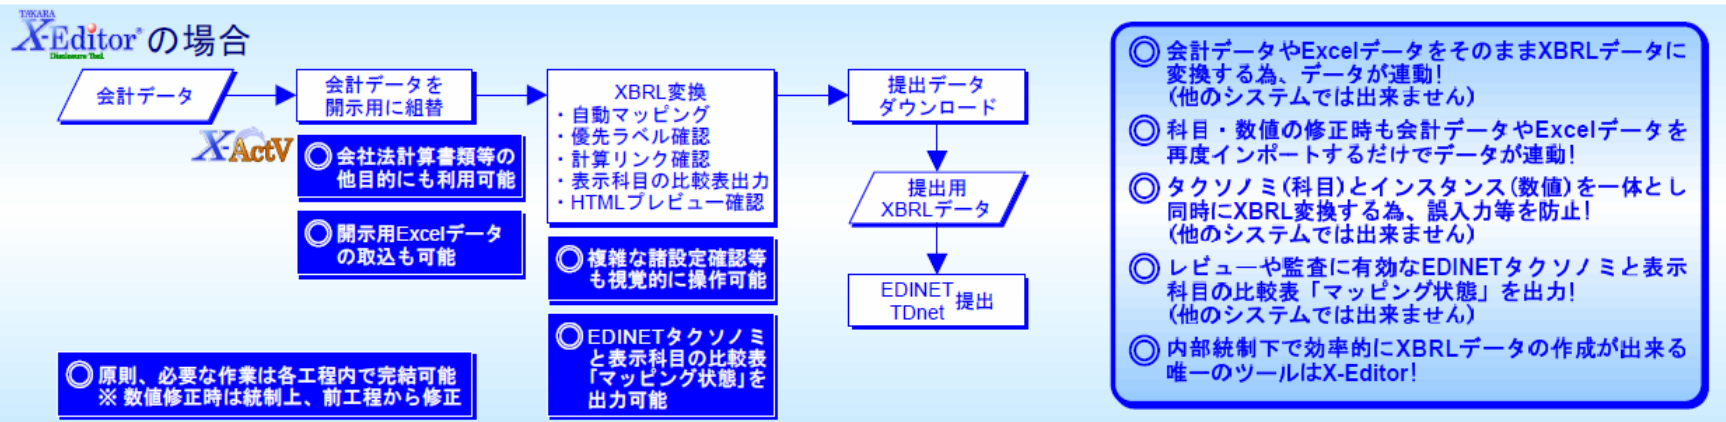 TAKARA
X-Editor®の場合
Disclosure Tool.
会計データ
X-ActV
会計データを
開示用に組替
◎会社法計算書類等の
他目的にも利用可能
◎開示用Excelデータ
の取込も可能
XBRL変換
・自動マッピング
・優先ラベル確認
・計算リンク確認
・表示科目の比較表出力
・HTMLプレビュー確認
◎複雑な諸設定確認等
も視覚的に操作可能
◎EDINETタクソノミ
と表示科目の比較表
「マッピング状態」を
出力可能
提出データ
ダウンロード
提出用
XBRLデータ
EDINET
TDnet 提出
◎原則、必要な作業は各工程内で完結可能
※ 数値修正時は統制上、前工程から修正
◎会計データやExcelデータをそのままXBRLデータに
変換する為、データが連動!
(他のシステムでは出来ません)
◎科目・数値の修正時も会計データやExcelデータを
再度インポートするだけでデータが連動!
◎タクソノミ(科目)とインスタンス(数値)を一体とし
同時にXBRL変換する為、誤入力等を防止!
(他のシステムでは出来ません)
◎レビューや監査に有効なEDINETタクソノミと表示
科目の比較表「マッピング状態」を出力!
(他のシステムでは出来ません)
◎内部統制下で効率的にXBRLデータの作成が出来る
唯一のツールはX-Editor!